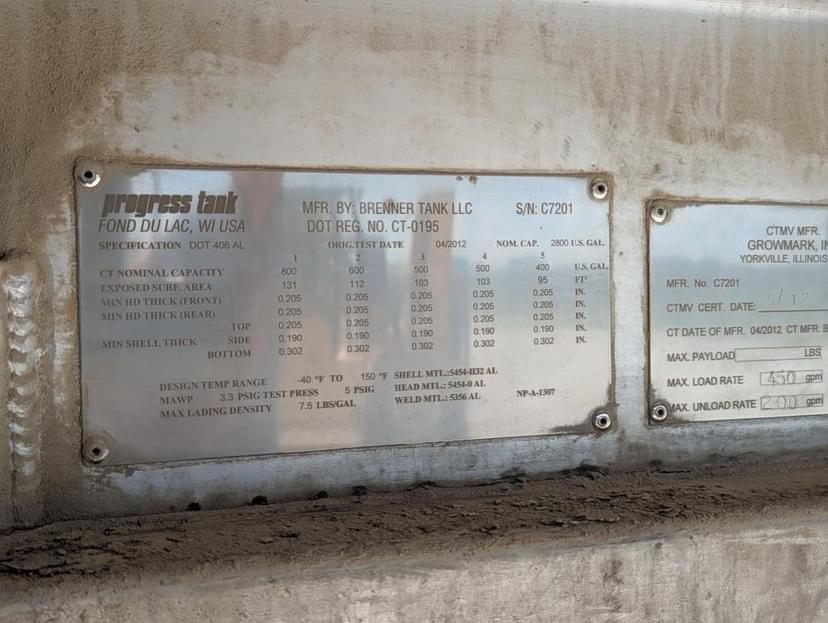 progress tank
FOND DU LAC, WI USA
MFR. BY: BRENNER TANK LLC S/N: C7201
DOT REG. NO. CT-0195
SPECIFICATION DOT 406 AL ORIG.TEST DATE 04/2012 NOM. CAP. 2800 U.S. GAL.
1 2 3 4 5
CT NOMINAL CAPACITY 800 600 500 500 400 U.S. GAL.
EXPOSED SURF. AREA 131 112 103 103 95 FT²
MIN HD THICK (FRONT) 0.205 0.205 0.205 0.205 0.205 IN.
MIN HD THICK (REAR) 0.205 0.205 0.205 0.205 0.205 IN.
TOP 0.205 0.205 0.205 0.205 0.205 IN.
MIN SHELL THICK SIDE 0.190 0.190 0.190 0.190 0.190 IN.
BOTTOM 0.302 0.302 0.302 0.302 0.302 IN.
DESIGN TEMP RANGE -40 °F TO 150 °F SHELL MTL.:5454-H32 AL
MAWP 3.3 PSIG TEST PRESS 5 PSIG HEAD MTL.: 5454-0 AL NP-A-1307
MAX LADING DENSITY 7.5 LBS/GAL WELD MTL.: 5356 AL
CTMV MFR.
GROWMARK, IN
YORKVILLE, ILLINOIS
MFR. No. C7201
CTMV CERT. DATE: 5/12
CT DATE OF MFR. 04/2012 CT MFR. B
MAX. PAYLOAD LBS
MAX. LOAD RATE 450 gpm
MAX. UNLOAD RATE 200 gpm